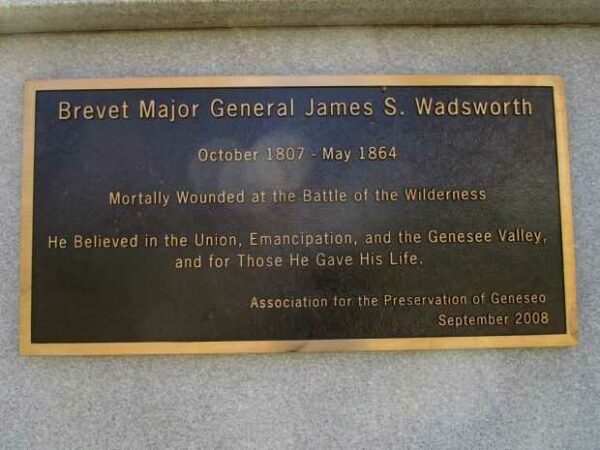 Brevet Major General James S. Wadsworth
October 1807 - May 1864
Mortally Wounded at the Battle of the Wilderness
He Believed in the Union, Emancipation, and the Genesee Valley,
and for Those He Gave His Life.
Association for the Preservation of Geneseo
September 2008